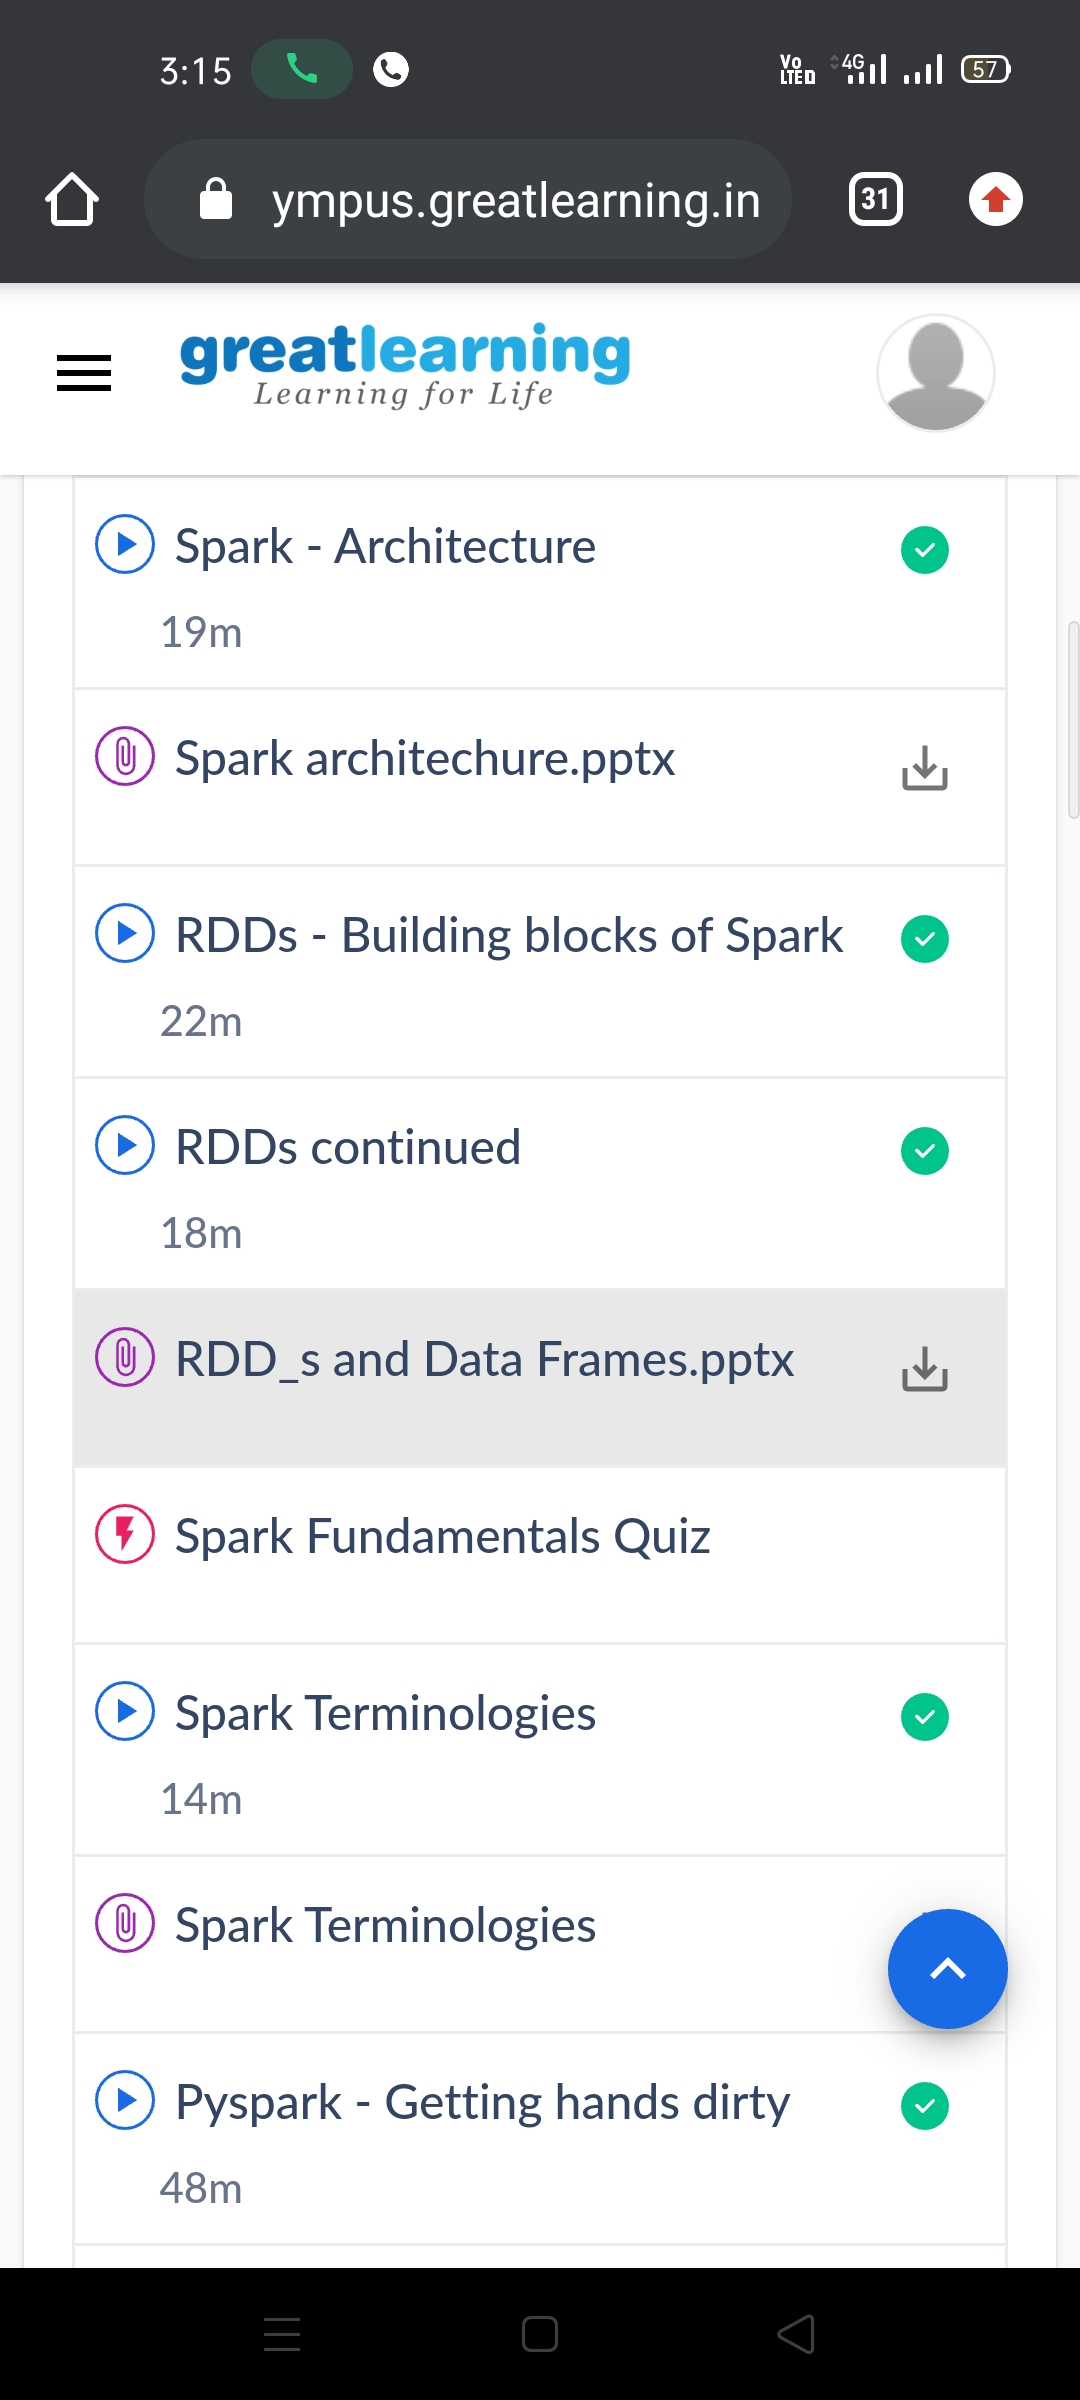 3:15
Vo LTE D 4G 57
ympus.greatlearning.in 31
greatlearning
Learning for Life
Spark - Architecture
19m
Spark architechure.pptx
RDDs - Building blocks of Spark
22m
RDDs continued
18m
RDD_s and Data Frames.pptx
Spark Fundamentals Quiz
Spark Terminologies
14m
Spark Terminologies
Pyspark - Getting hands dirty
48m